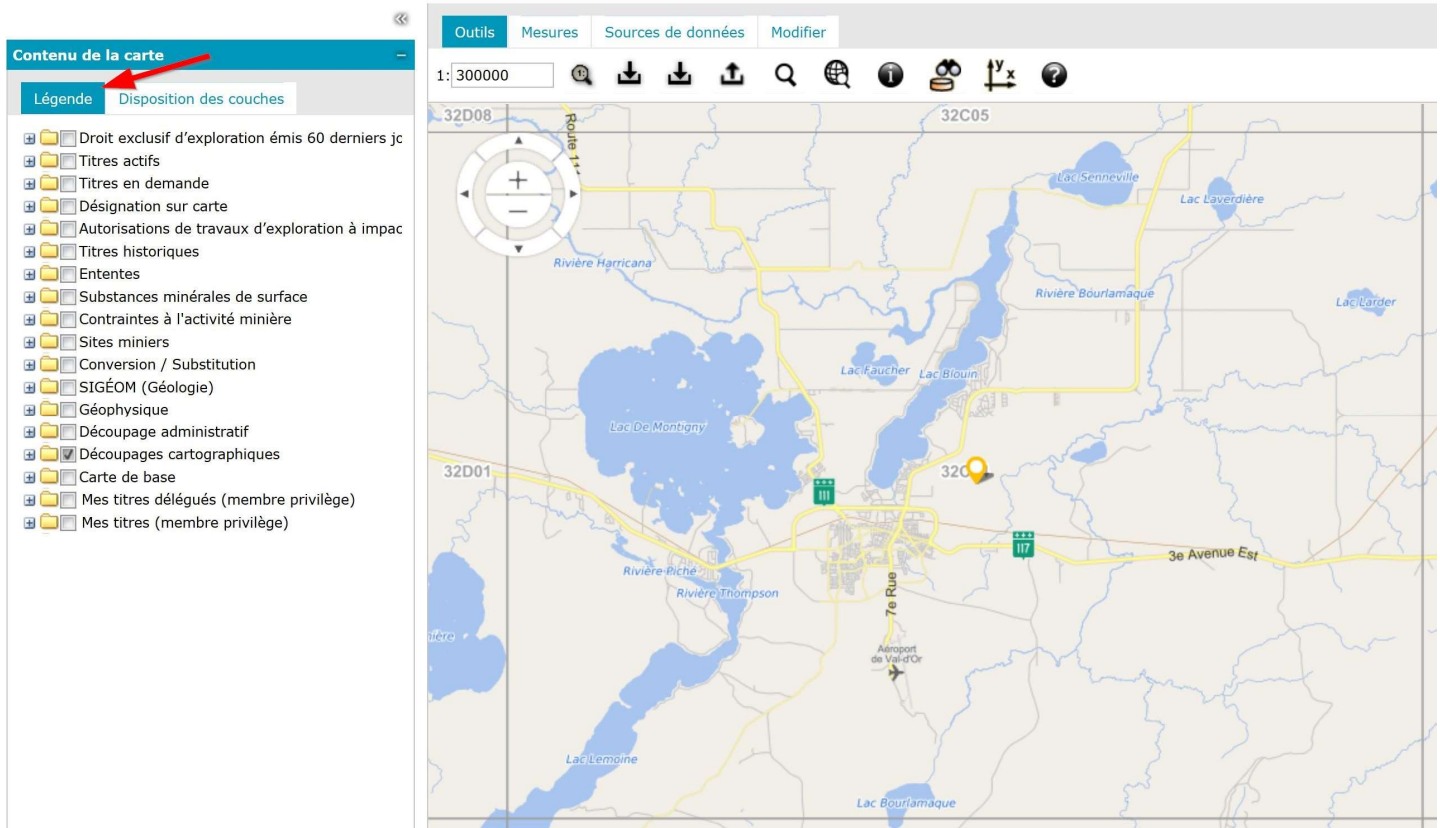 Contenu de la carte
Légende
Disposition des couches
Droit exclusif d’exploration émis 60 derniers jc
Titres actifs
Titres en demande
Désignation sur carte
Autorisations de travaux d’exploration à impac
Titres historiques
Ententes
Substances minérales de surface
Contraintes à l'activité minière
Sites miniers
Conversion / Substitution
SIGÉOM (Géologie)
Géophysique
Découpage administratif
Découpages cartographiques
Carte de base
Mes titres délégués (membre privilège)
Mes titres (membre privilège)
Outils
Mesures
Sources de données
Modifier
1: 300000
32D08
Route 111
32C05
Lac Senneville
Lac Laverdière
Rivière Harricana
Rivière Bourlamaque
Lac Larder
Lac Faucher
Lac Blouin
Lac De Montigny
32D01
32C
111
117
3e Avenue Est
Rivière Piché
Rivière Thompson
7e Rue
nière
Aéroport
de Val-d'Or
Lac Lemoine
Lac Bourlamaque